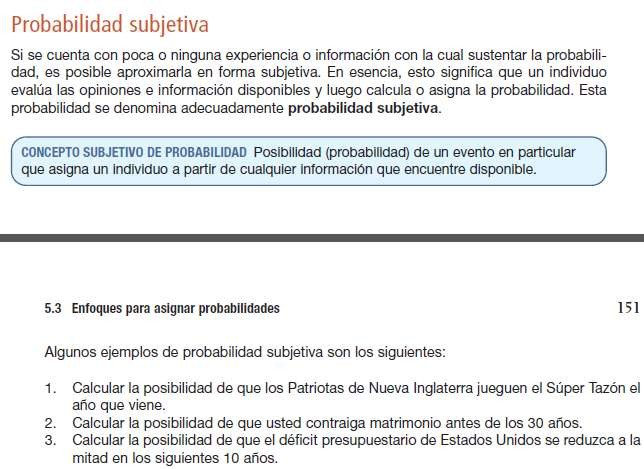 Probabilidad subjetiva
Si se cuenta con poca o ninguna experiencia o información con la cual sustentar la probabili-
dad, es posible aproximarla en forma subjetiva. En esencia, esto significa que un individuo
evalúa las opiniones e información disponibles y luego calcula o asigna la probabilidad. Esta
probabilidad se denomina adecuadamente probabilidad subjetiva.
CONCEPTO SUBJETIVO DE PROBABILIDAD Posibilidad (probabilidad) de un evento en particular
que asigna un individuo a partir de cualquier información que encuentre disponible.
5.3 Enfoques para asignar probabilidades 151
Algunos ejemplos de probabilidad subjetiva son los siguientes:
1. Calcular la posibilidad de que los Patriotas de Nueva Inglaterra jueguen el Súper Tazón el
año que viene.
2. Calcular la posibilidad de que usted contraiga matrimonio antes de los 30 años.
3. Calcular la posibilidad de que el déficit presupuestario de Estados Unidos se reduzca a la
mitad en los siguientes 10 años.